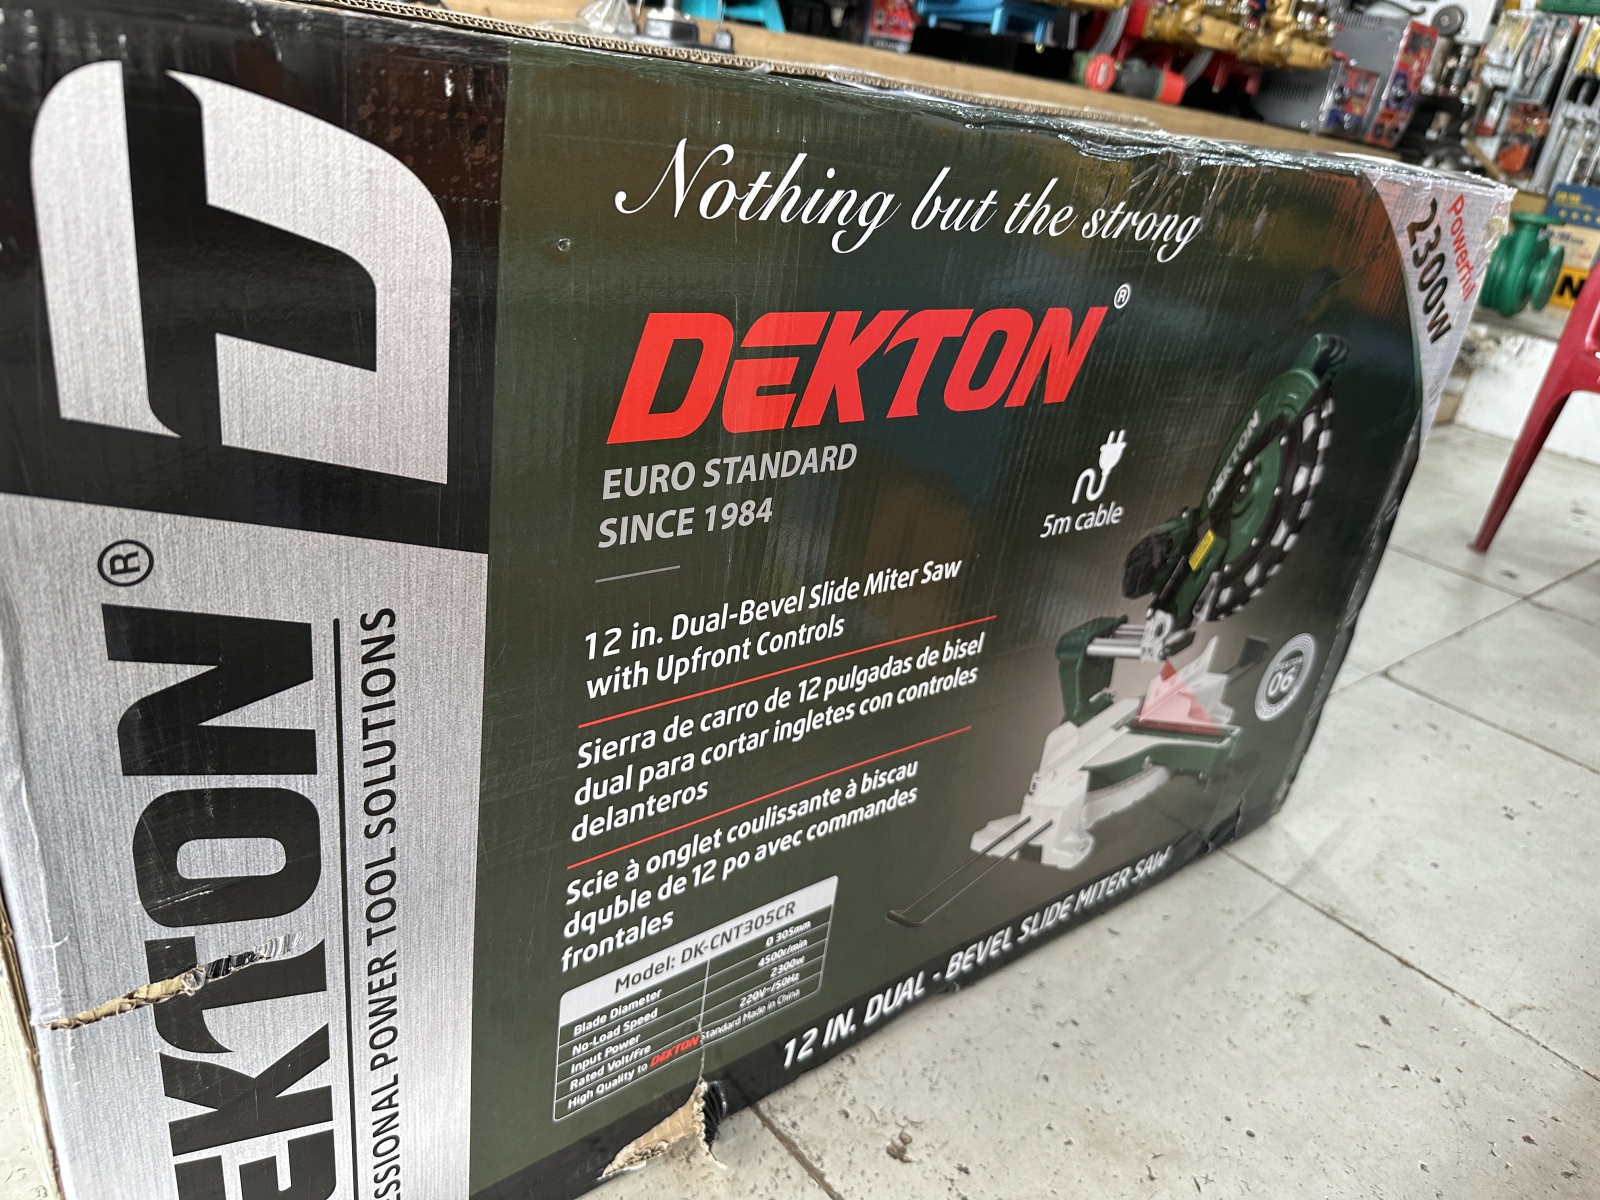 Nothing but the strong
DEKTON®
EURO STANDARD
SINCE 1984
5m cable
12 in. Dual-Bevel Slide Miter Saw
with Upfront Controls
Sierra de carro de 12 pulgadas de bisel
dual para cortar ingletes con controles
delanteros
Scie à onglet coulissante à biscau
dquble de 12 po avec commandes
frontales
Model: DK-CNT305CR
Blade Diameter Ø 305mm
No-Load Speed 4500r/min
Input Power 2300w
Rated Volt/Fre 220V~/50Hz
High Quality to DEKTON Standard Made in China
12 IN. DUAL - BEVEL SLIDE MITER SAW
Powerful
2300W
DEKTON
DEKTON
06
EKTON®
ESSIONAL POWER TOOL SOLUTIONS